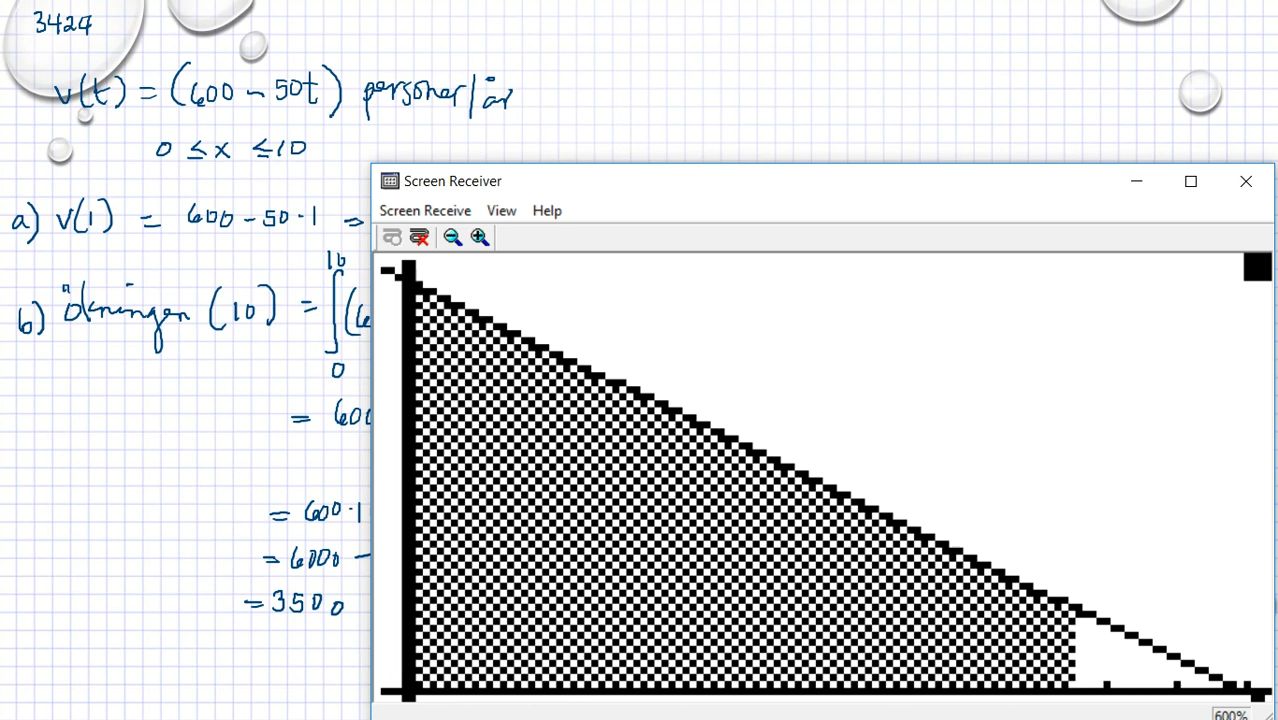 3424
v(t) = (600 - 50t) personer/år
0 ≤ x ≤ 10
a) v(1) = 600 - 50·1 =
b) Ökningen (10) = ∫ 10 0 (6
= 600
= 600·1
= 6000 -
= 3500
Screen Receiver
Screen Receive View Help
600%